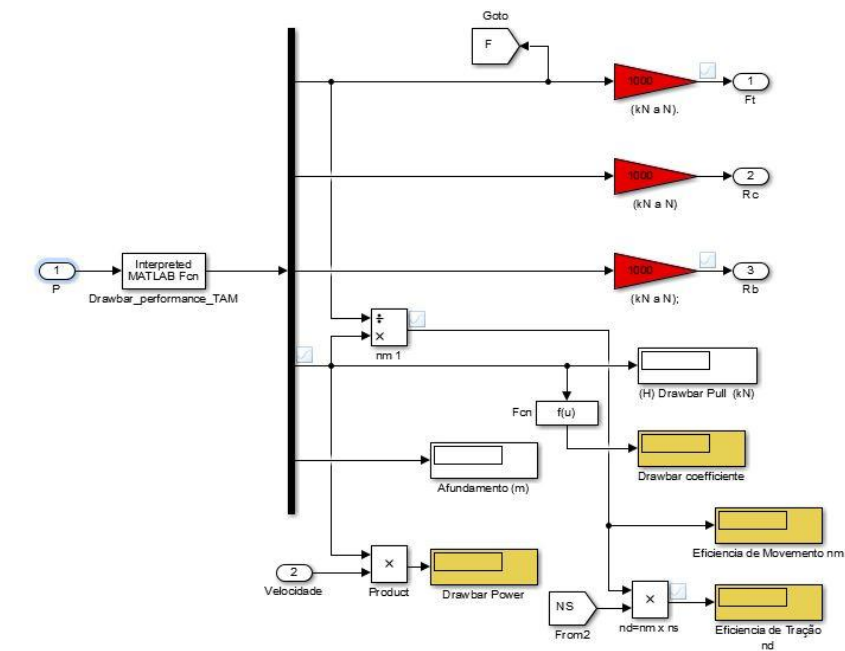 Goto
F
1000
1
Ft
(kN a N).
1000
2
Rc
(kN a N)
1
P
Interpreted
MATLAB Fcn
Drawbar_performance_TAM
1000
3
Rb
(kN a N);
÷
×
nm 1
(H) Drawbar Pull (kN)
Fcn
f(u)
Drawbar coefficiente
Afundamento (m)
Eficiencia de Movemento nm
2
Velocidade
×
Product
Drawbar Power
NS
From2
×
nd=nm x ns
Eficiencia de Tração
nd